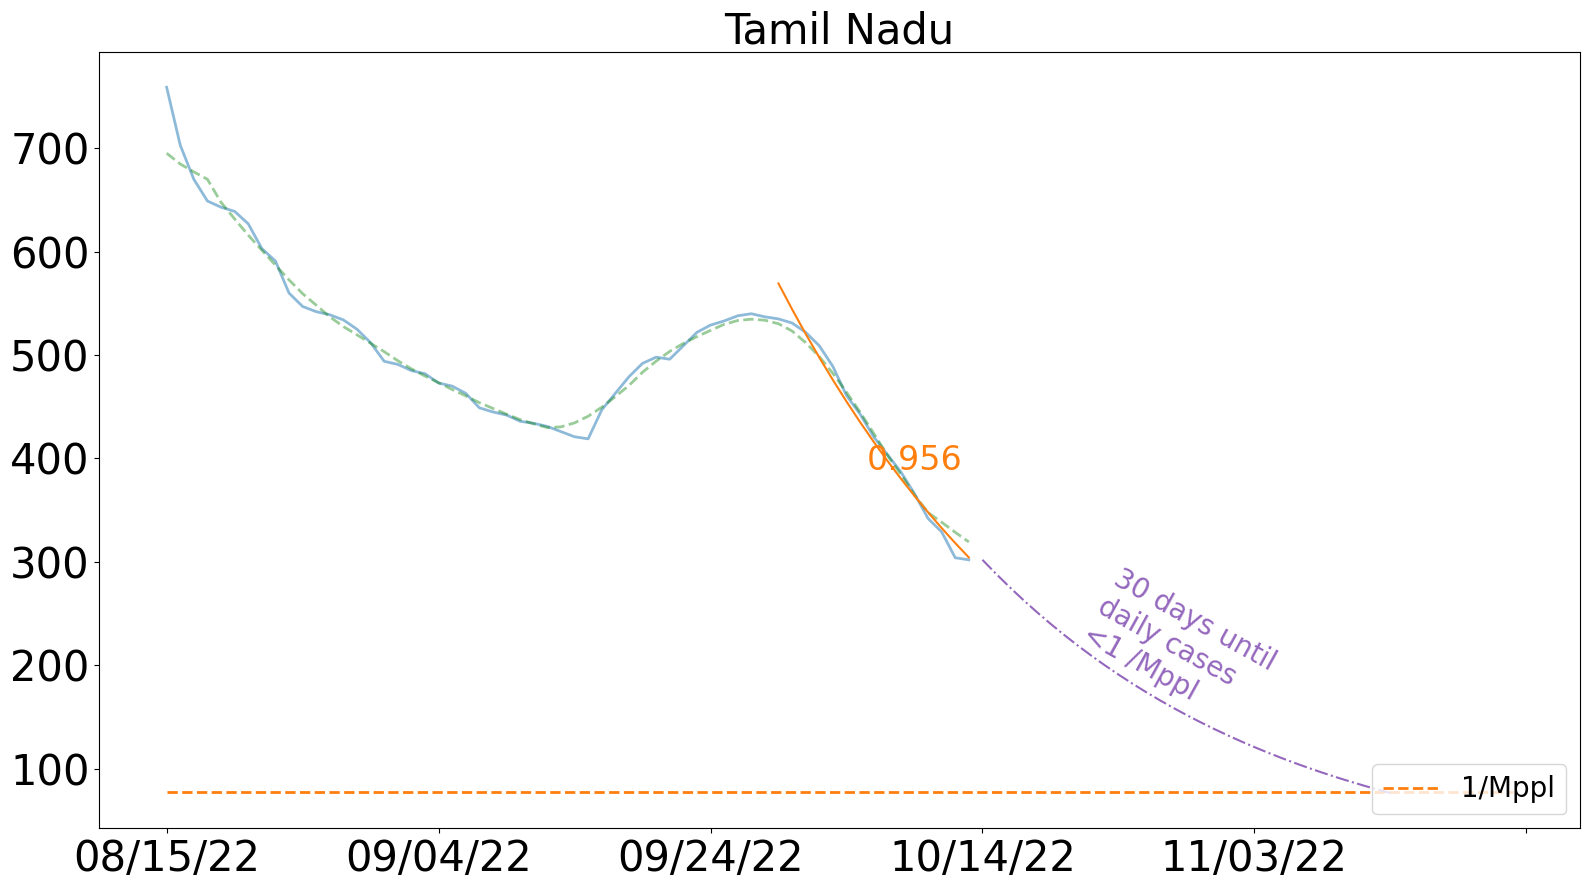 Tamil Nadu
700
600
500
400
300
200
100
0.956
30 days until
daily cases
<1 /Mppl
1/Mppl
08/15/22
09/04/22
09/24/22
10/14/22
11/03/22